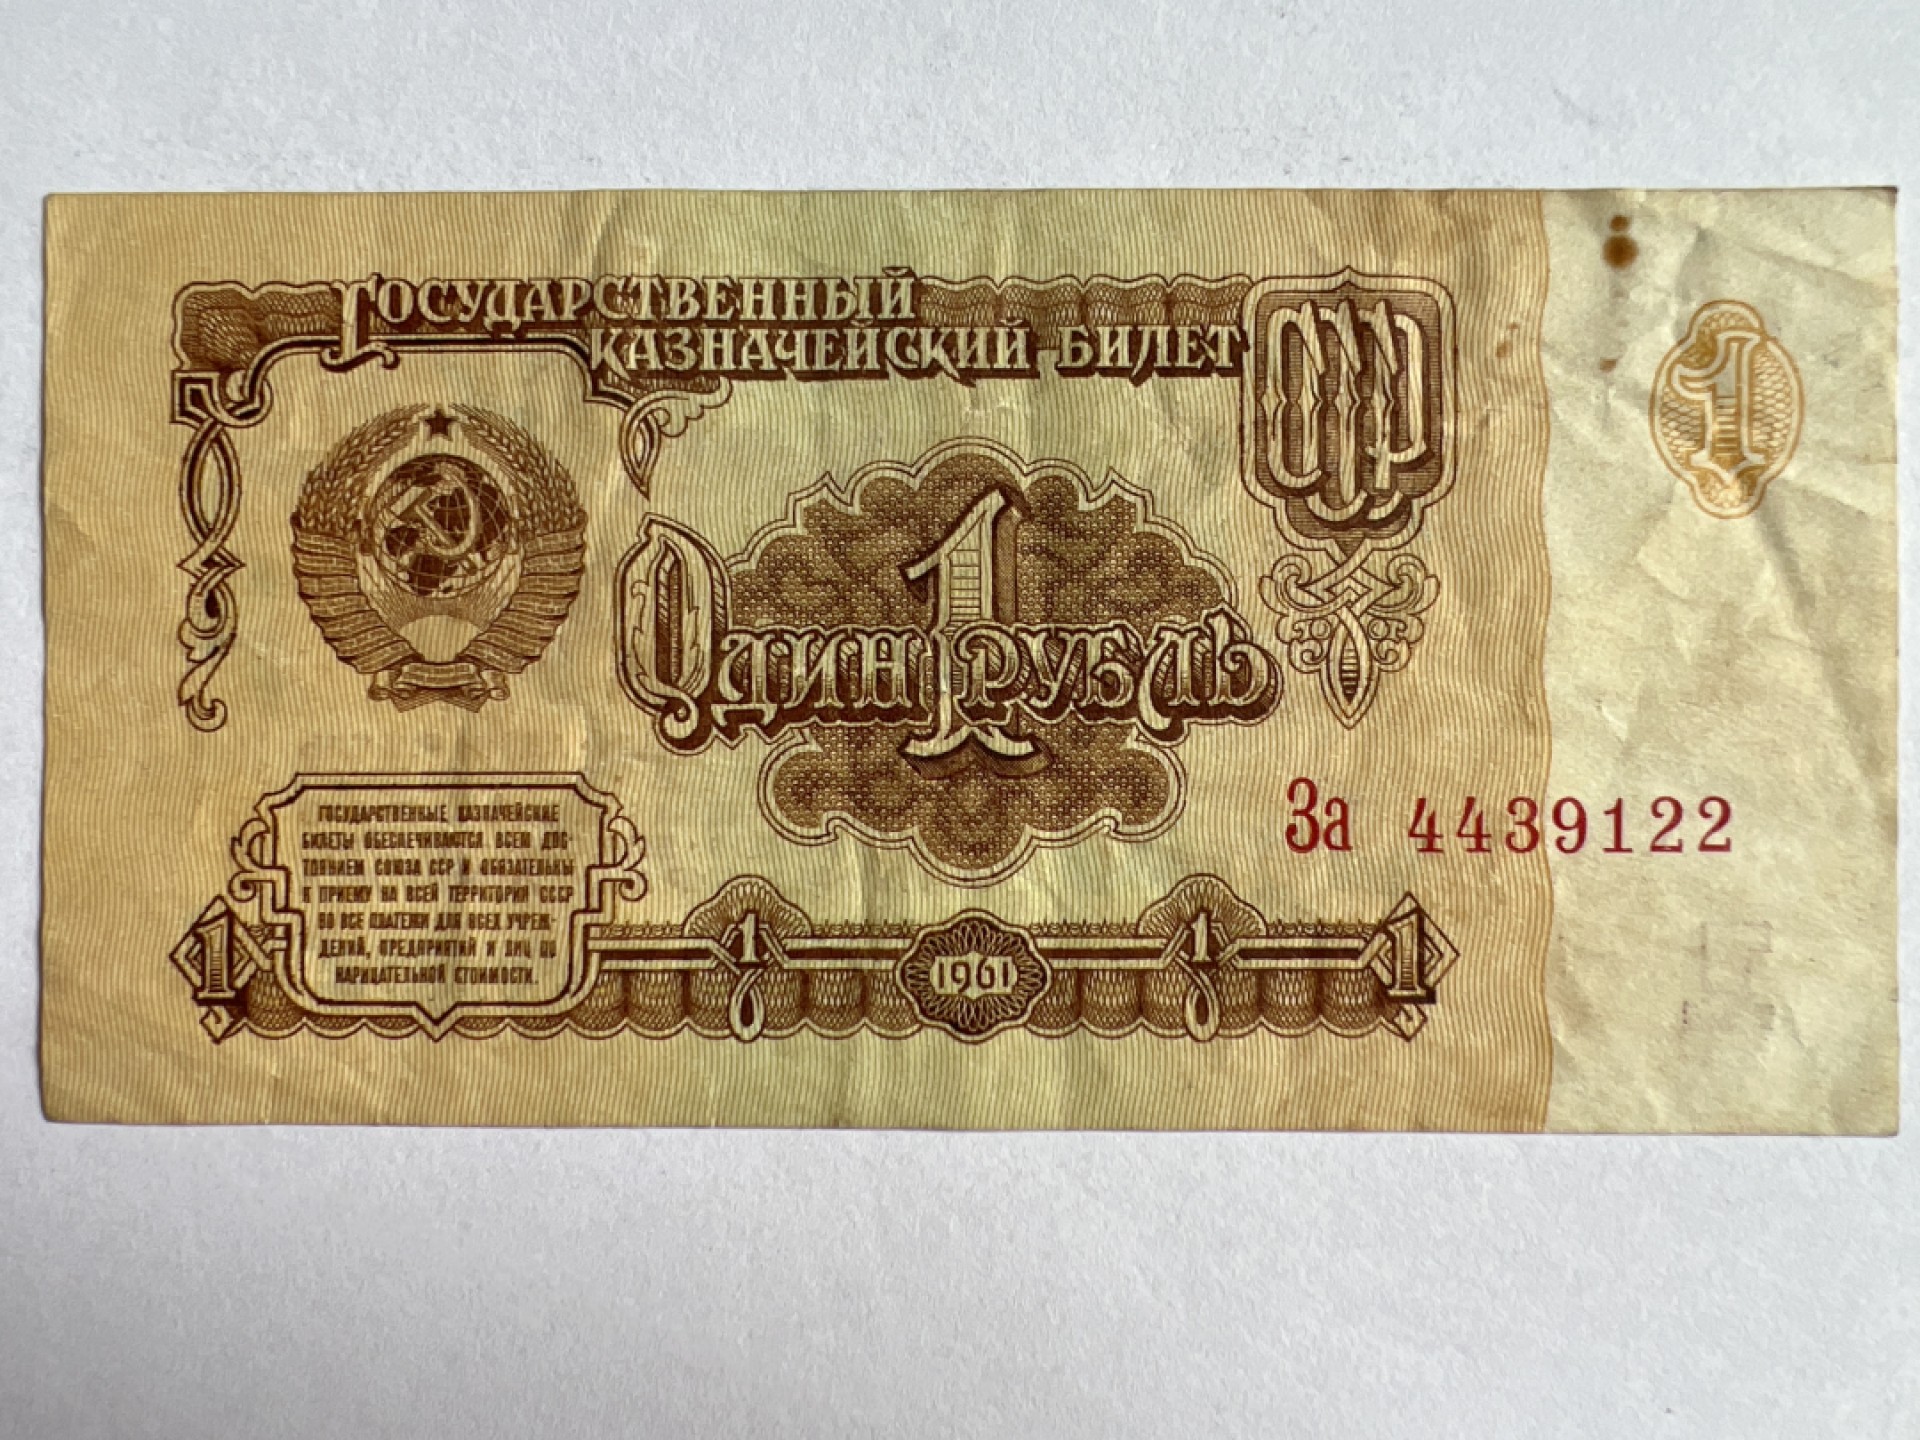 Государственный
казначейский билет
СССР
1
1
Один рубль
За 4439122
ГОСУДАРСТВЕННЫЕ КАЗНАЧЕЙСКИЕ
БИЛЕТЫ ОБЕСПЕЧИВАЮТСЯ ВСЕМ ДОС-
ТОЯНИЕМ СОЮЗА ССР И ОБЯЗАТЕЛЬНЫ
К ПРИЕМУ НА ВСЕЙ ТЕРРИТОРИИ СССР
ВО ВСЕ ПЛАТЕЖИ ДЛЯ ВСЕХ УЧРЕЖ-
ДЕНИЙ, ПРЕДПРИЯТИЙ И ЛИЦ ПО
НАРИЦАТЕЛЬНОЙ СТОИМОСТИ.
1 1 1961 1 1